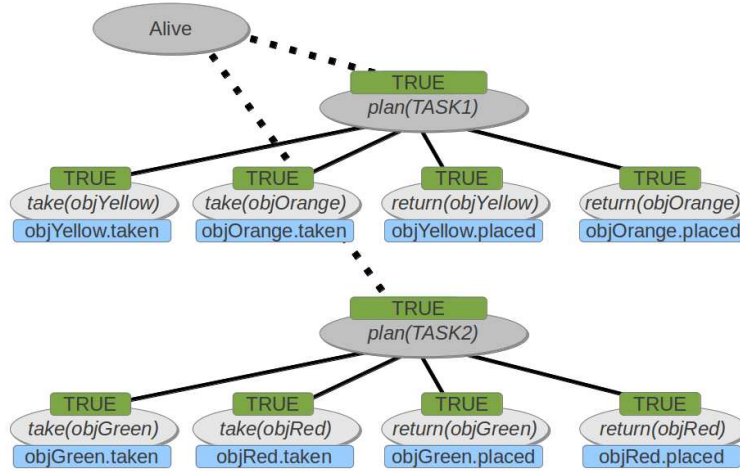 Alive
TRUE
plan(TASK1)
TRUE TRUE TRUE TRUE
take(objYellow) take(objOrange) return(objYellow) return(objOrange)
objYellow.taken objOrange.taken objYellow.placed objOrange.placed
TRUE
plan(TASK2)
TRUE TRUE TRUE TRUE
take(objGreen) take(objRed) return(objGreen) return(objRed)
objGreen.taken objRed.taken objGreen.placed objRed.placed